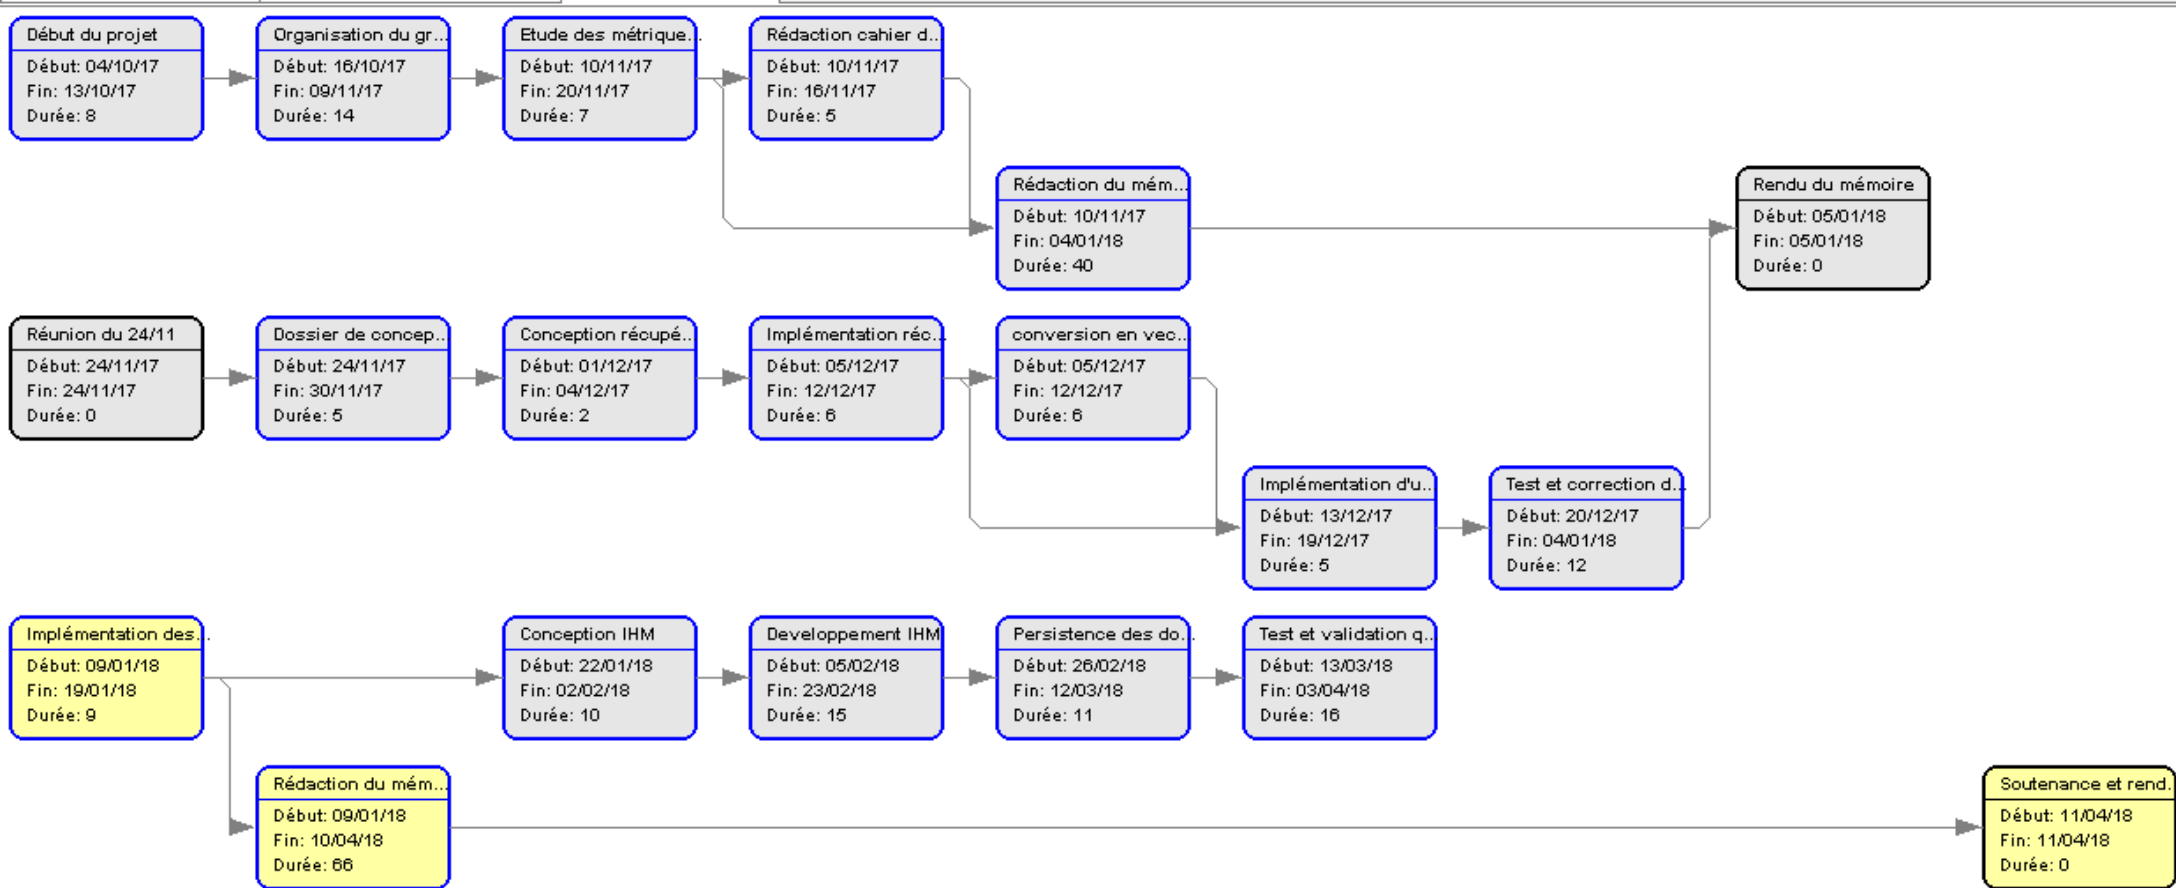 Début du projet
Début: 04/10/17
Fin: 13/10/17
Durée: 8
Organisation du gr...
Début: 16/10/17
Fin: 09/11/17
Durée: 14
Etude des métrique...
Début: 10/11/17
Fin: 20/11/17
Durée: 7
Rédaction cahier d...
Début: 10/11/17
Fin: 16/11/17
Durée: 5
Rédaction du mém...
Début: 10/11/17
Fin: 04/01/18
Durée: 40
Rendu du mémoire
Début: 05/01/18
Fin: 05/01/18
Durée: 0
Réunion du 24/11
Début: 24/11/17
Fin: 24/11/17
Durée: 0
Dossier de concep...
Début: 24/11/17
Fin: 30/11/17
Durée: 5
Conception récupé...
Début: 01/12/17
Fin: 04/12/17
Durée: 2
Implémentation réc...
Début: 05/12/17
Fin: 12/12/17
Durée: 6
conversion en vec...
Début: 05/12/17
Fin: 12/12/17
Durée: 6
Implémentation d'u...
Début: 13/12/17
Fin: 19/12/17
Durée: 5
Test et correction d...
Début: 20/12/17
Fin: 04/01/18
Durée: 12
Implémentation des...
Début: 09/01/18
Fin: 19/01/18
Durée: 9
Conception IHM
Début: 22/01/18
Fin: 02/02/18
Durée: 10
Developpement IHM
Début: 05/02/18
Fin: 23/02/18
Durée: 15
Persistence des do...
Début: 26/02/18
Fin: 12/03/18
Durée: 11
Test et validation q...
Début: 13/03/18
Fin: 03/04/18
Durée: 16
Rédaction du mém...
Début: 09/01/18
Fin: 10/04/18
Durée: 66
Soutenance et rend.
Début: 11/04/18
Fin: 11/04/18
Durée: 0